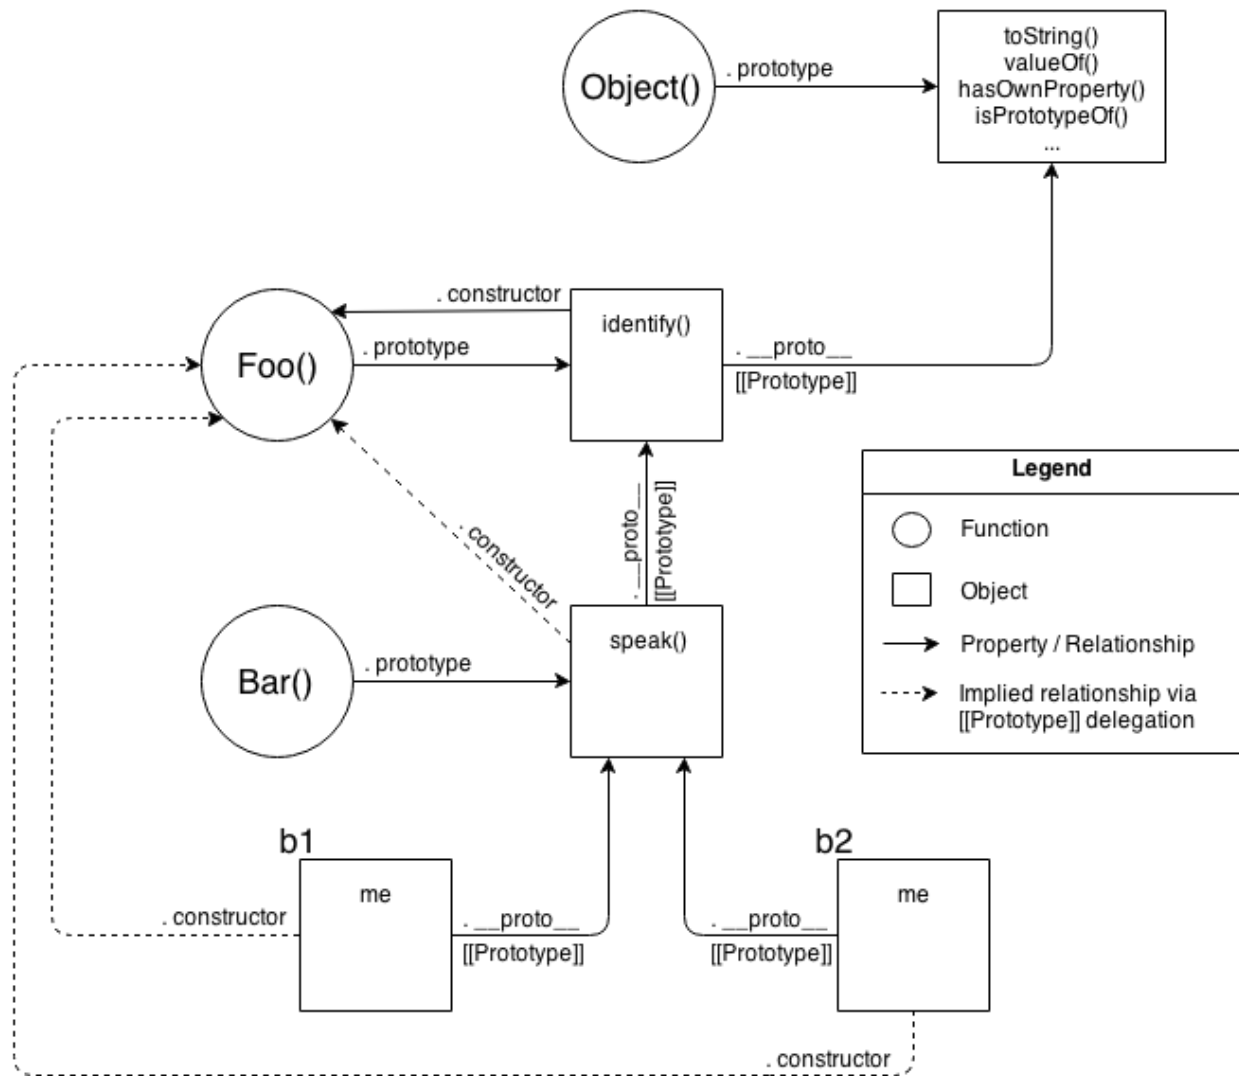 Object()
. prototype
toString()
valueOf()
hasOwnProperty()
isPrototypeOf()
...
. constructor
Foo()
. prototype
identify()
. __proto__
[[Prototype]]
Legend
Function
Object
Property / Relationship
Implied relationship via
[[Prototype]] delegation
. __proto__
[[Prototype]]
. constructor
Bar()
. prototype
speak()
b1
me
. constructor
. __proto__
[[Prototype]]
b2
me
. __proto__
[[Prototype]]
. constructor